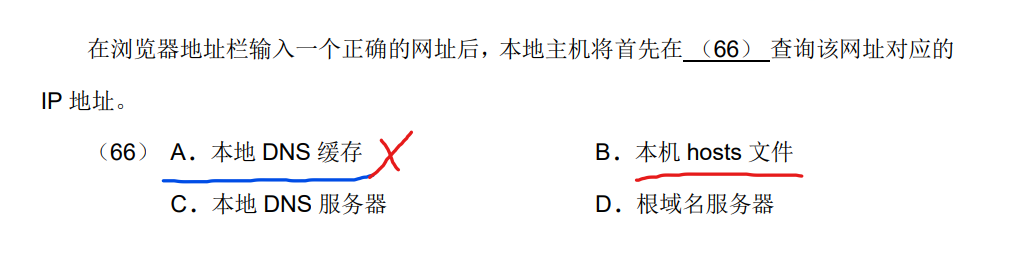 在浏览器地址栏输入一个正确的网址后，本地主机将首先在 （66） 查询该网址对应的
IP 地址。
（66） A．本地 DNS 缓存 B．本机 hosts 文件
C．本地 DNS 服务器 D．根域名服务器